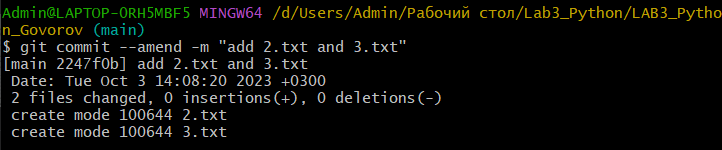 Admin@LAPTOP-ORH5MBF5 MINGW64 /d/Users/Admin/Рабочий стол/Lab3_Python/LAB3_Pytho
n_Govorov (main)
$ git commit --amend -m "add 2.txt and 3.txt"
[main 2247f0b] add 2.txt and 3.txt
 Date: Tue Oct 3 14:08:20 2023 +0300
 2 files changed, 0 insertions(+), 0 deletions(-)
 create mode 100644 2.txt
 create mode 100644 3.txt